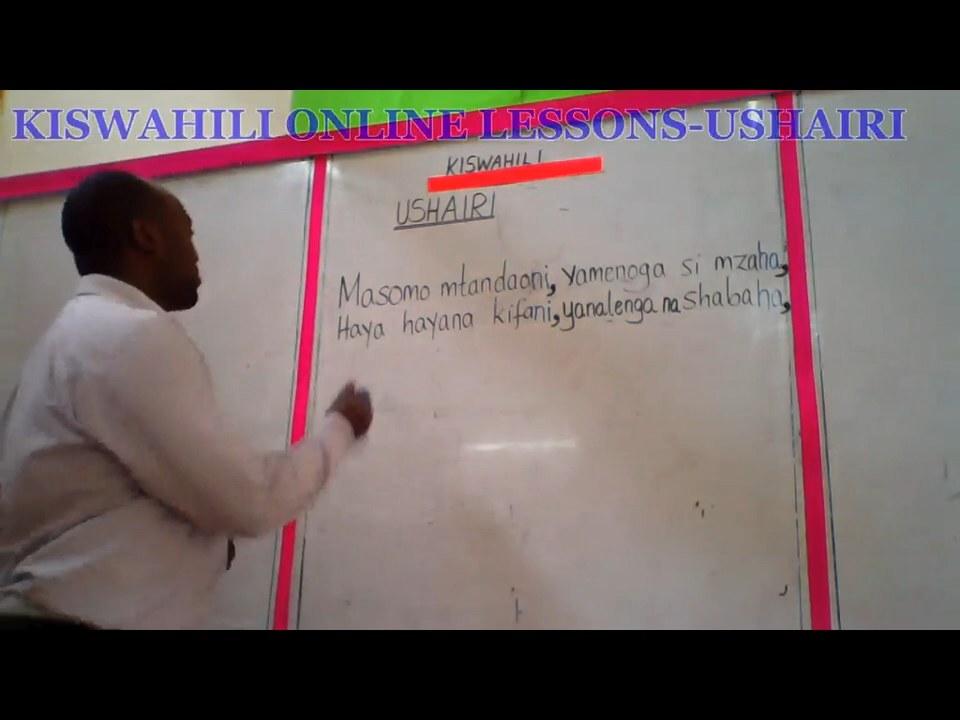 KISWAHILI ONLINE LESSONS-USHAIRI
KISWAHILI
USHAIRI
Masomo mtandaoni, yamenoga si mzaha,
Haya hayana kifani, yanalenga na shabaha,